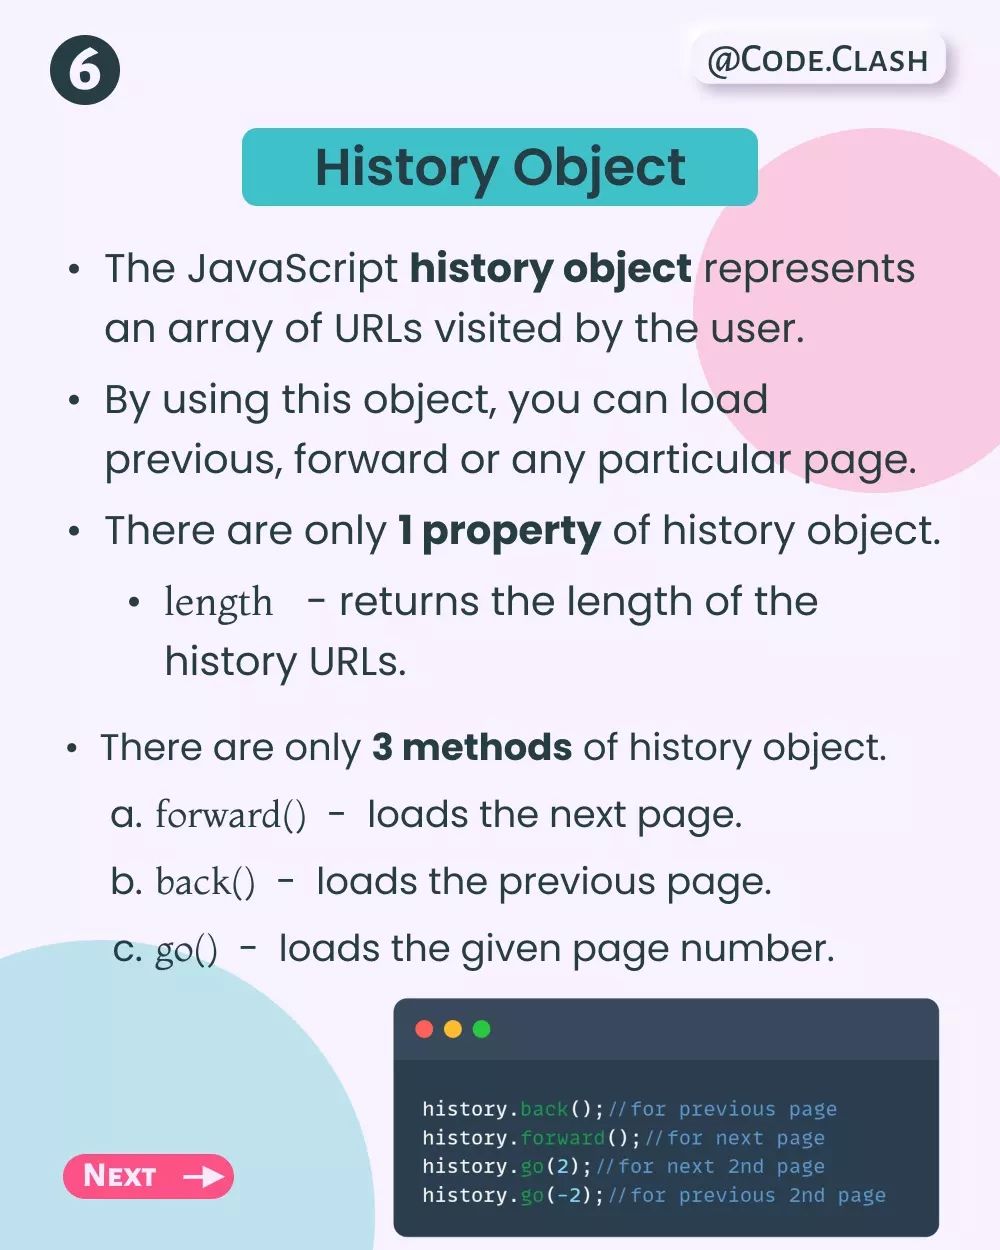 6
@Code.Clash
History Object
• The JavaScript history object represents
an array of URLs visited by the user.
• By using this object, you can load
previous, forward or any particular page.
• There are only 1 property of history object.
• length - returns the length of the
history URLs.
• There are only 3 methods of history object.
a. forward() - loads the next page.
b. back() - loads the previous page.
c. go() - loads the given page number.
history.back();//for previous page
history.forward();//for next page
history.go(2);//for next 2nd page
history.go(-2);//for previous 2nd page
Next →